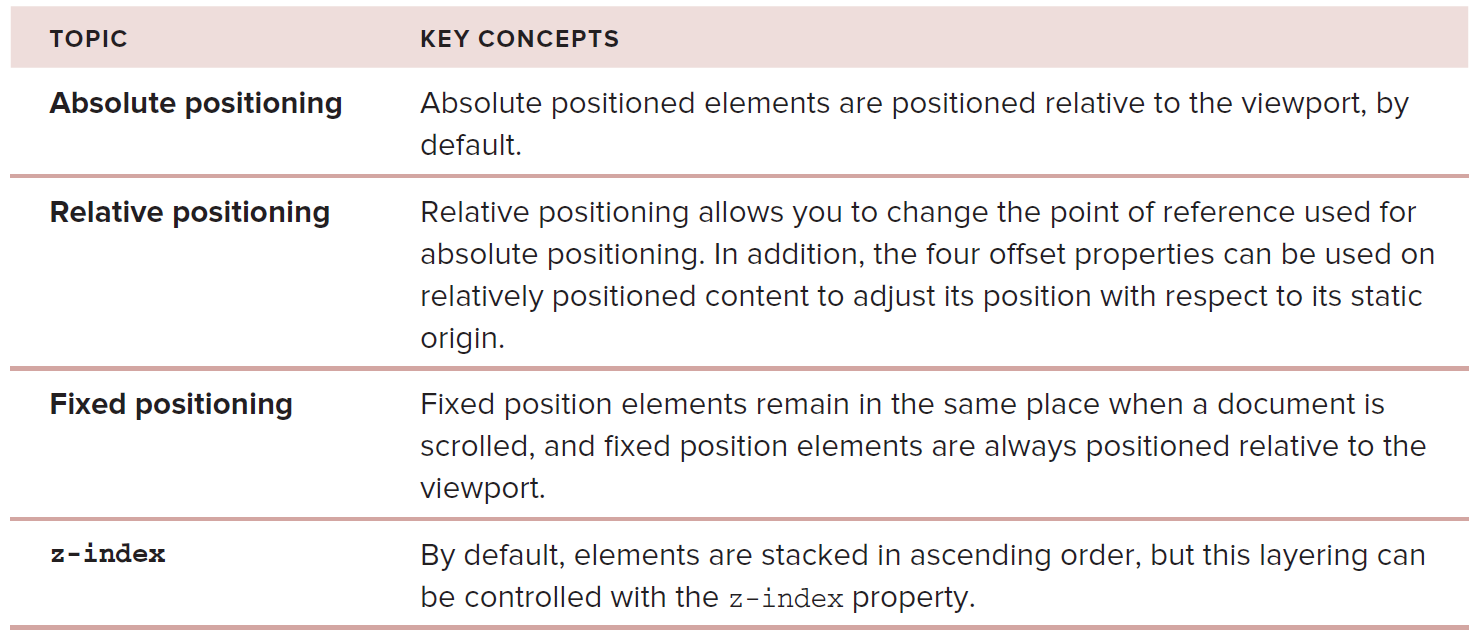 TOPIC KEY CONCEPTS
Absolute positioning Absolute positioned elements are positioned relative to the viewport, by
default.
Relative positioning Relative positioning allows you to change the point of reference used for
absolute positioning. In addition, the four offset properties can be used on
relatively positioned content to adjust its position with respect to its static
origin.
Fixed positioning Fixed position elements remain in the same place when a document is
scrolled, and fixed position elements are always positioned relative to the
viewport.
z-index By default, elements are stacked in ascending order, but this layering can
be controlled with the z-index property.